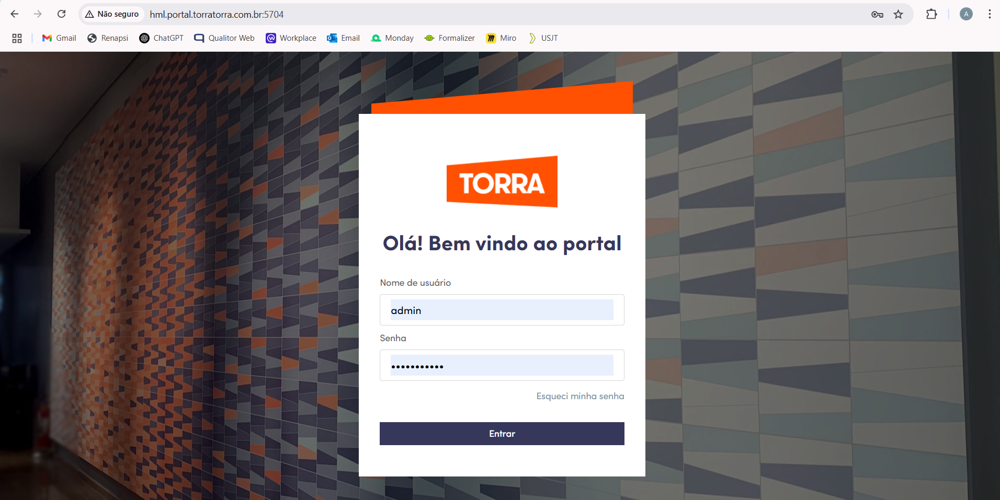 Não seguro hml.portal.torratorra.com.br:5704 A
Gmail Renapsi ChatGPT Qualitor Web Workplace Email Monday Formalizer Miro USJT
TORRA
Olá! Bem vindo ao portal
Nome de usuário
admin
Senha
•••••••••••
Esqueci minha senha
Entrar